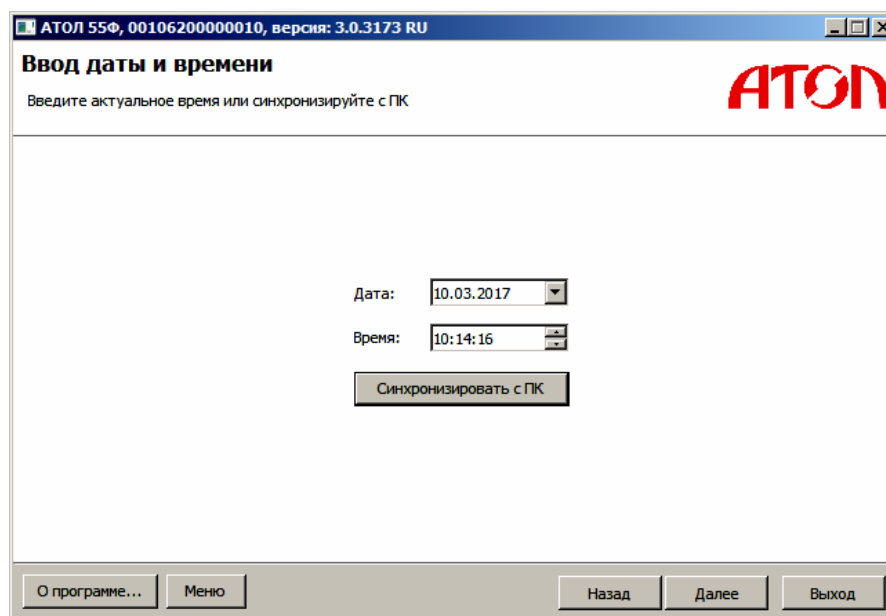 АТОЛ 55Ф, 00106200000010, версия: 3.0.3173 RU
Ввод даты и времени
Введите актуальное время или синхронизируйте с ПК
АТОЛ
Дата: 10.03.2017
Время: 10:14:16
Синхронизировать с ПК
О программе... Меню Назад Далее Выход